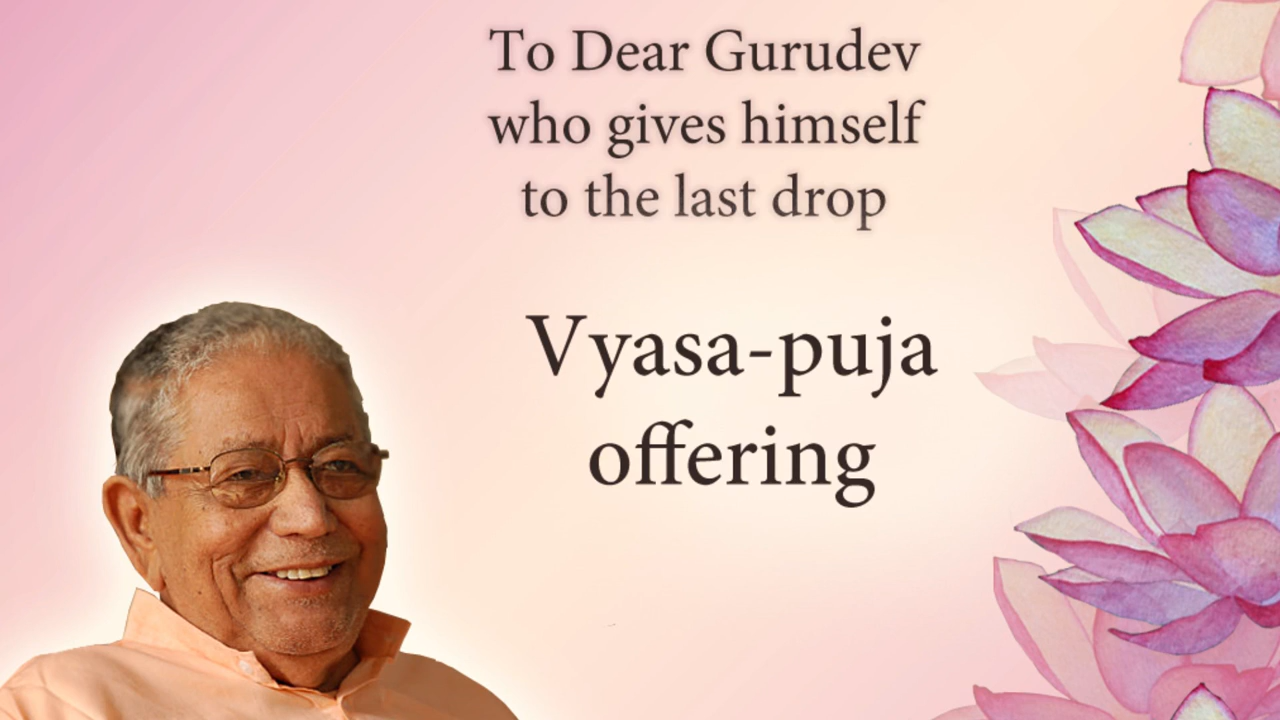 To Dear Gurudev
who gives himself
to the last drop
Vyasa-puja
offering